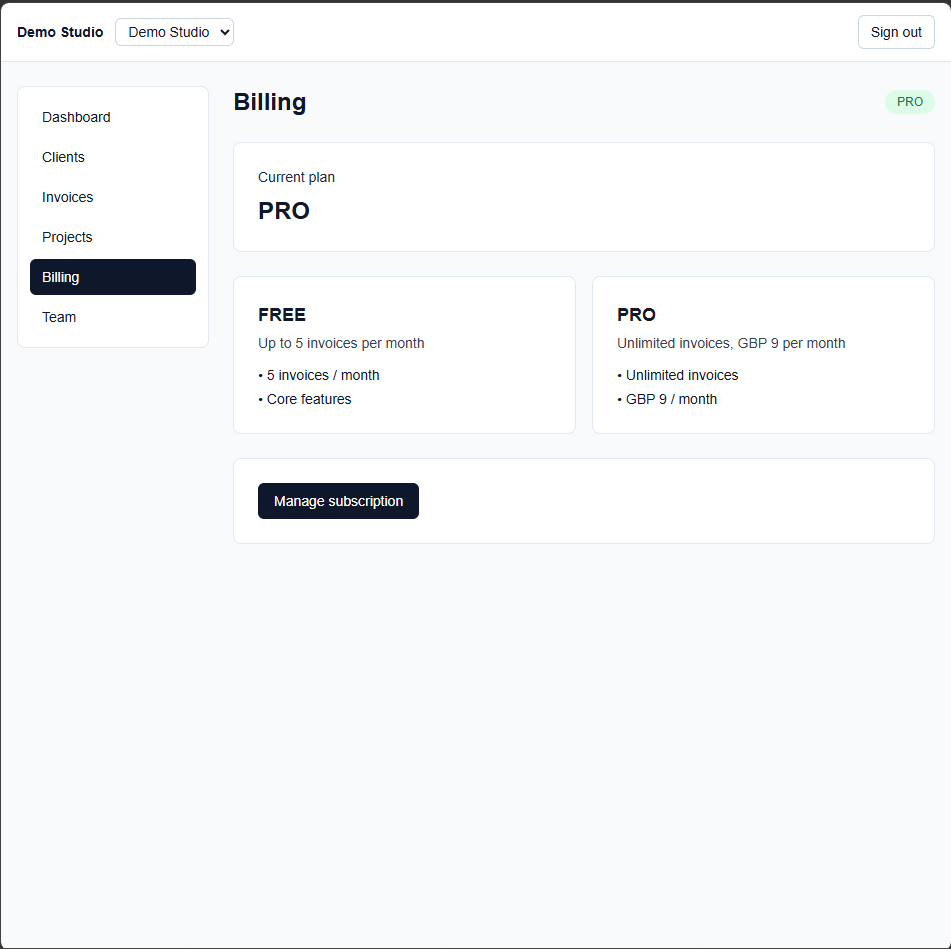 Demo Studio
Demo Studio
Sign out
Dashboard
Clients
Invoices
Projects
Billing
Team
Billing
PRO
Current plan
PRO
FREE
Up to 5 invoices per month
• 5 invoices / month
• Core features
PRO
Unlimited invoices, GBP 9 per month
• Unlimited invoices
• GBP 9 / month
Manage subscription